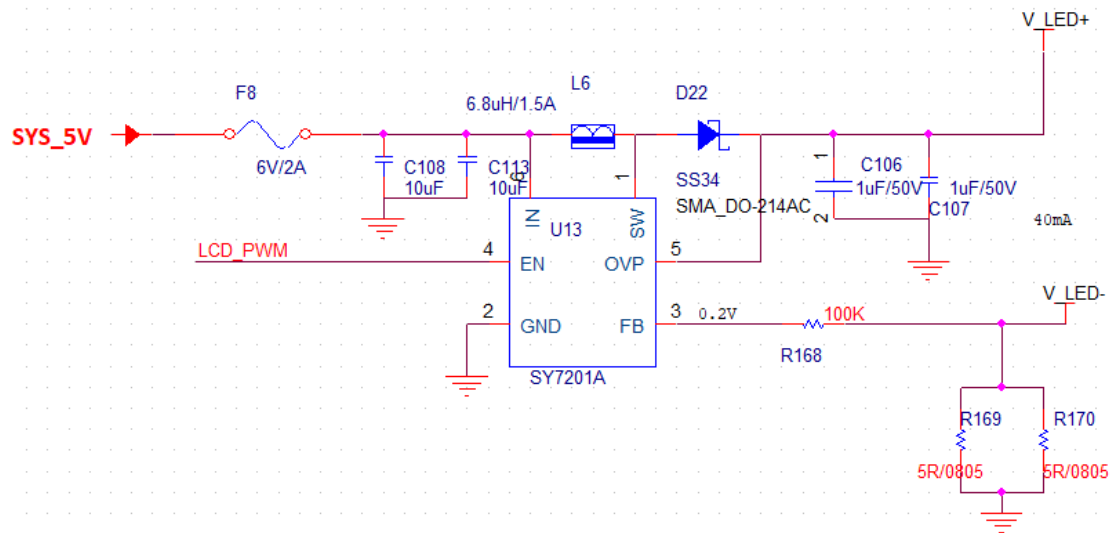 V_LED+
F8
L6
D22
6.8uH/1.5A
SYS_5V
6V/2A
C108
10uF
C113
10uF
6
1
SS34
SMA_DO-214AC
1
C106
1uF/50V
2
1uF/50V
C107
40mA
IN
SW
U13
LCD_PWM
4
EN
OVP
5
V_LED-
2
GND
FB
3
0.2V
100K
R168
SY7201A
R169
R170
5R/0805
5R/0805